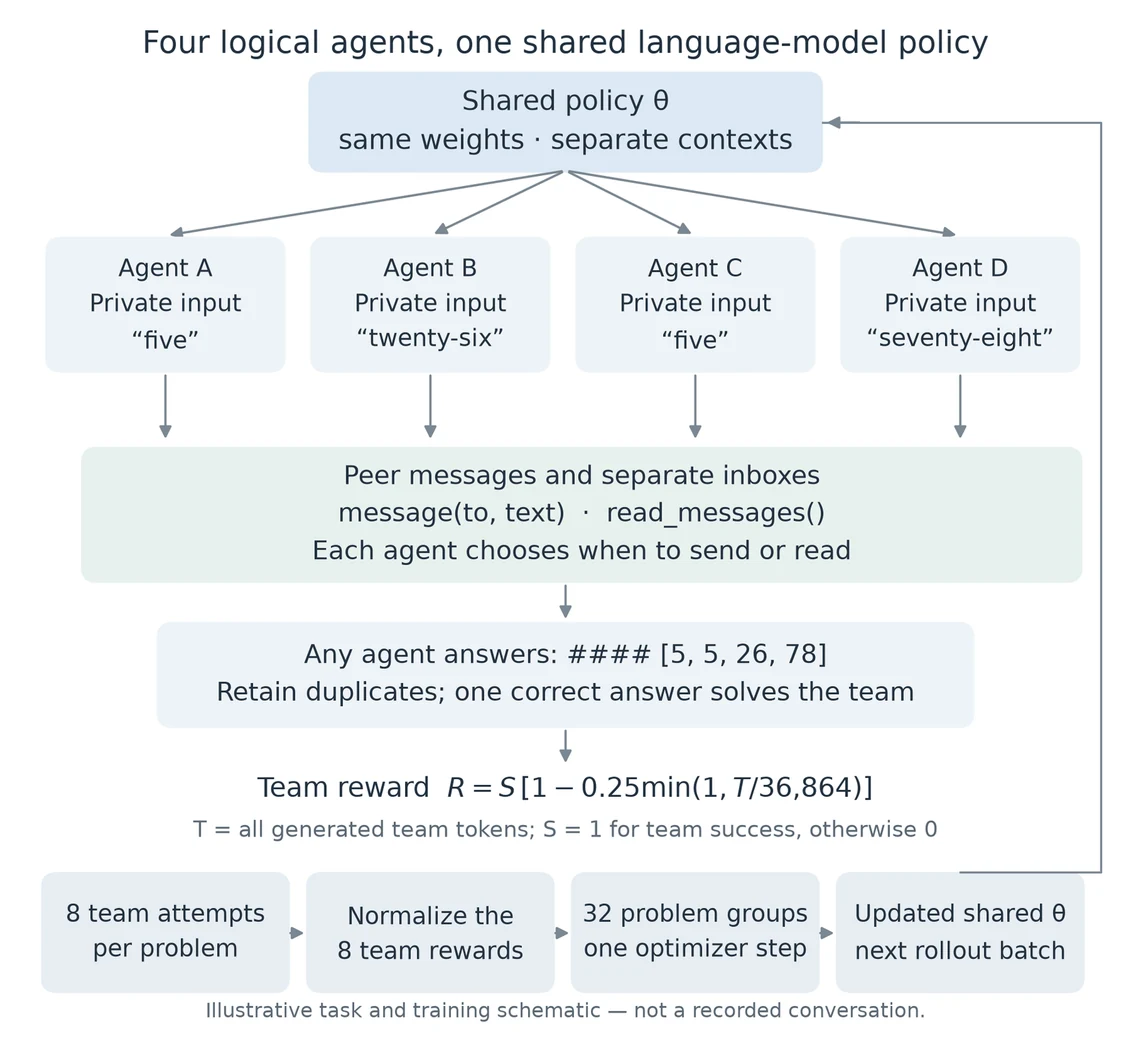 Four logical agents, one shared language-model policy
Shared policy θ
same weights · separate contexts
Agent A
Private input
“five”
Agent B
Private input
“twenty-six”
Agent C
Private input
“five”
Agent D
Private input
“seventy-eight”
Peer messages and separate inboxes
message(to, text) · read_messages()
Each agent chooses when to send or read
Any agent answers: #### [5, 5, 26, 78]
Retain duplicates; one correct answer solves the team
Team reward R = S[1 − 0.25min(1, T/36,864)]
T = all generated team tokens; S = 1 for team success, otherwise 0
8 team attempts
per problem
Normalize the
8 team rewards
32 problem groups
one optimizer step
Updated shared θ
next rollout batch
Illustrative task and training schematic — not a recorded conversation.